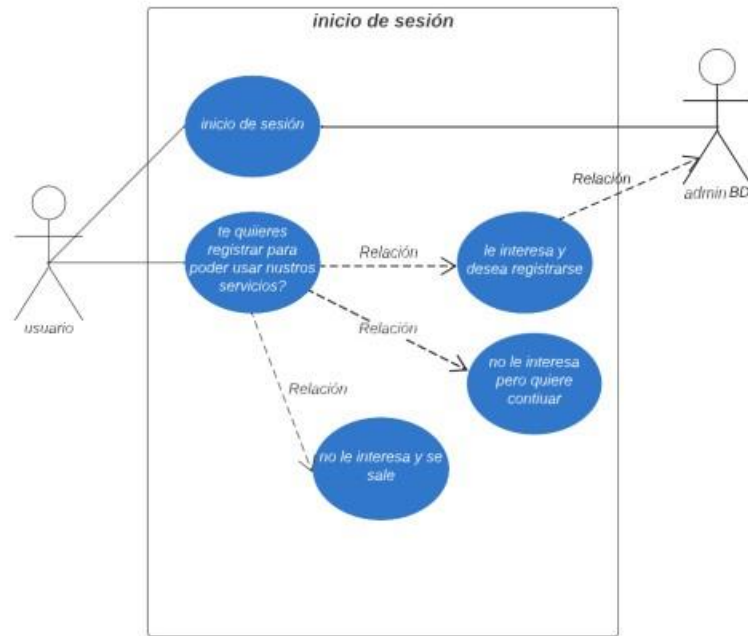 inicio de sesión
inicio de sesión
Relación
admin BD
te quiieres
registrar para
poder usar nustros
servicios?
Relación
le interesa y
desea registrarse
usuario
Relación
no le interesa
pero quiere
contiuar
Relación
no le interesa y se
sale